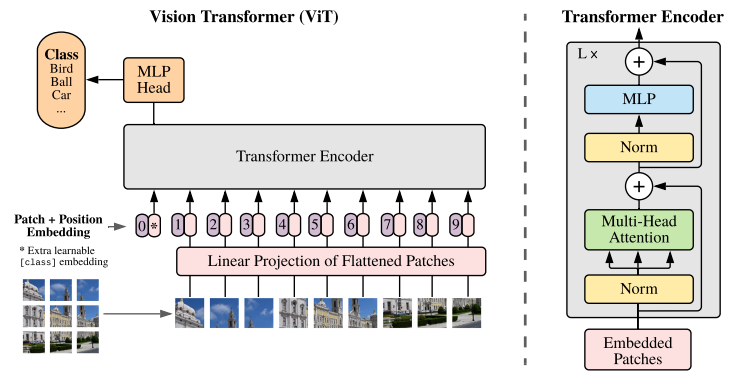 Vision Transformer (ViT)
Class
Bird
Ball
Car
...
MLP
Head
Transformer Encoder
Patch + Position
Embedding
0 * 1 2 3 4 5 6 7 8 9
* Extra learnable
[class] embedding
Linear Projection of Flattened Patches
Transformer Encoder
L ×
+
MLP
Norm
+
Multi-Head
Attention
Norm
Embedded
Patches